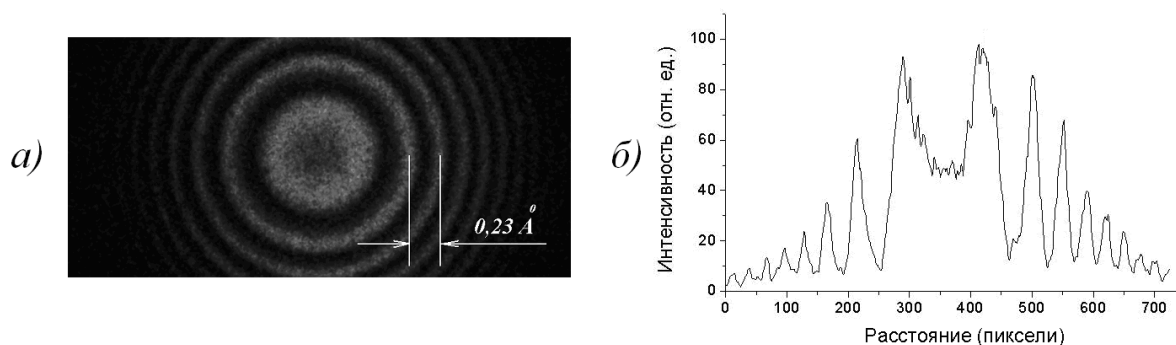 а)
0,23 А⁰
б)
Интенсивность (отн. ед.)
100
80
60
40
20
0
0 100 200 300 400 500 600 700
Расстояние (пиксели)